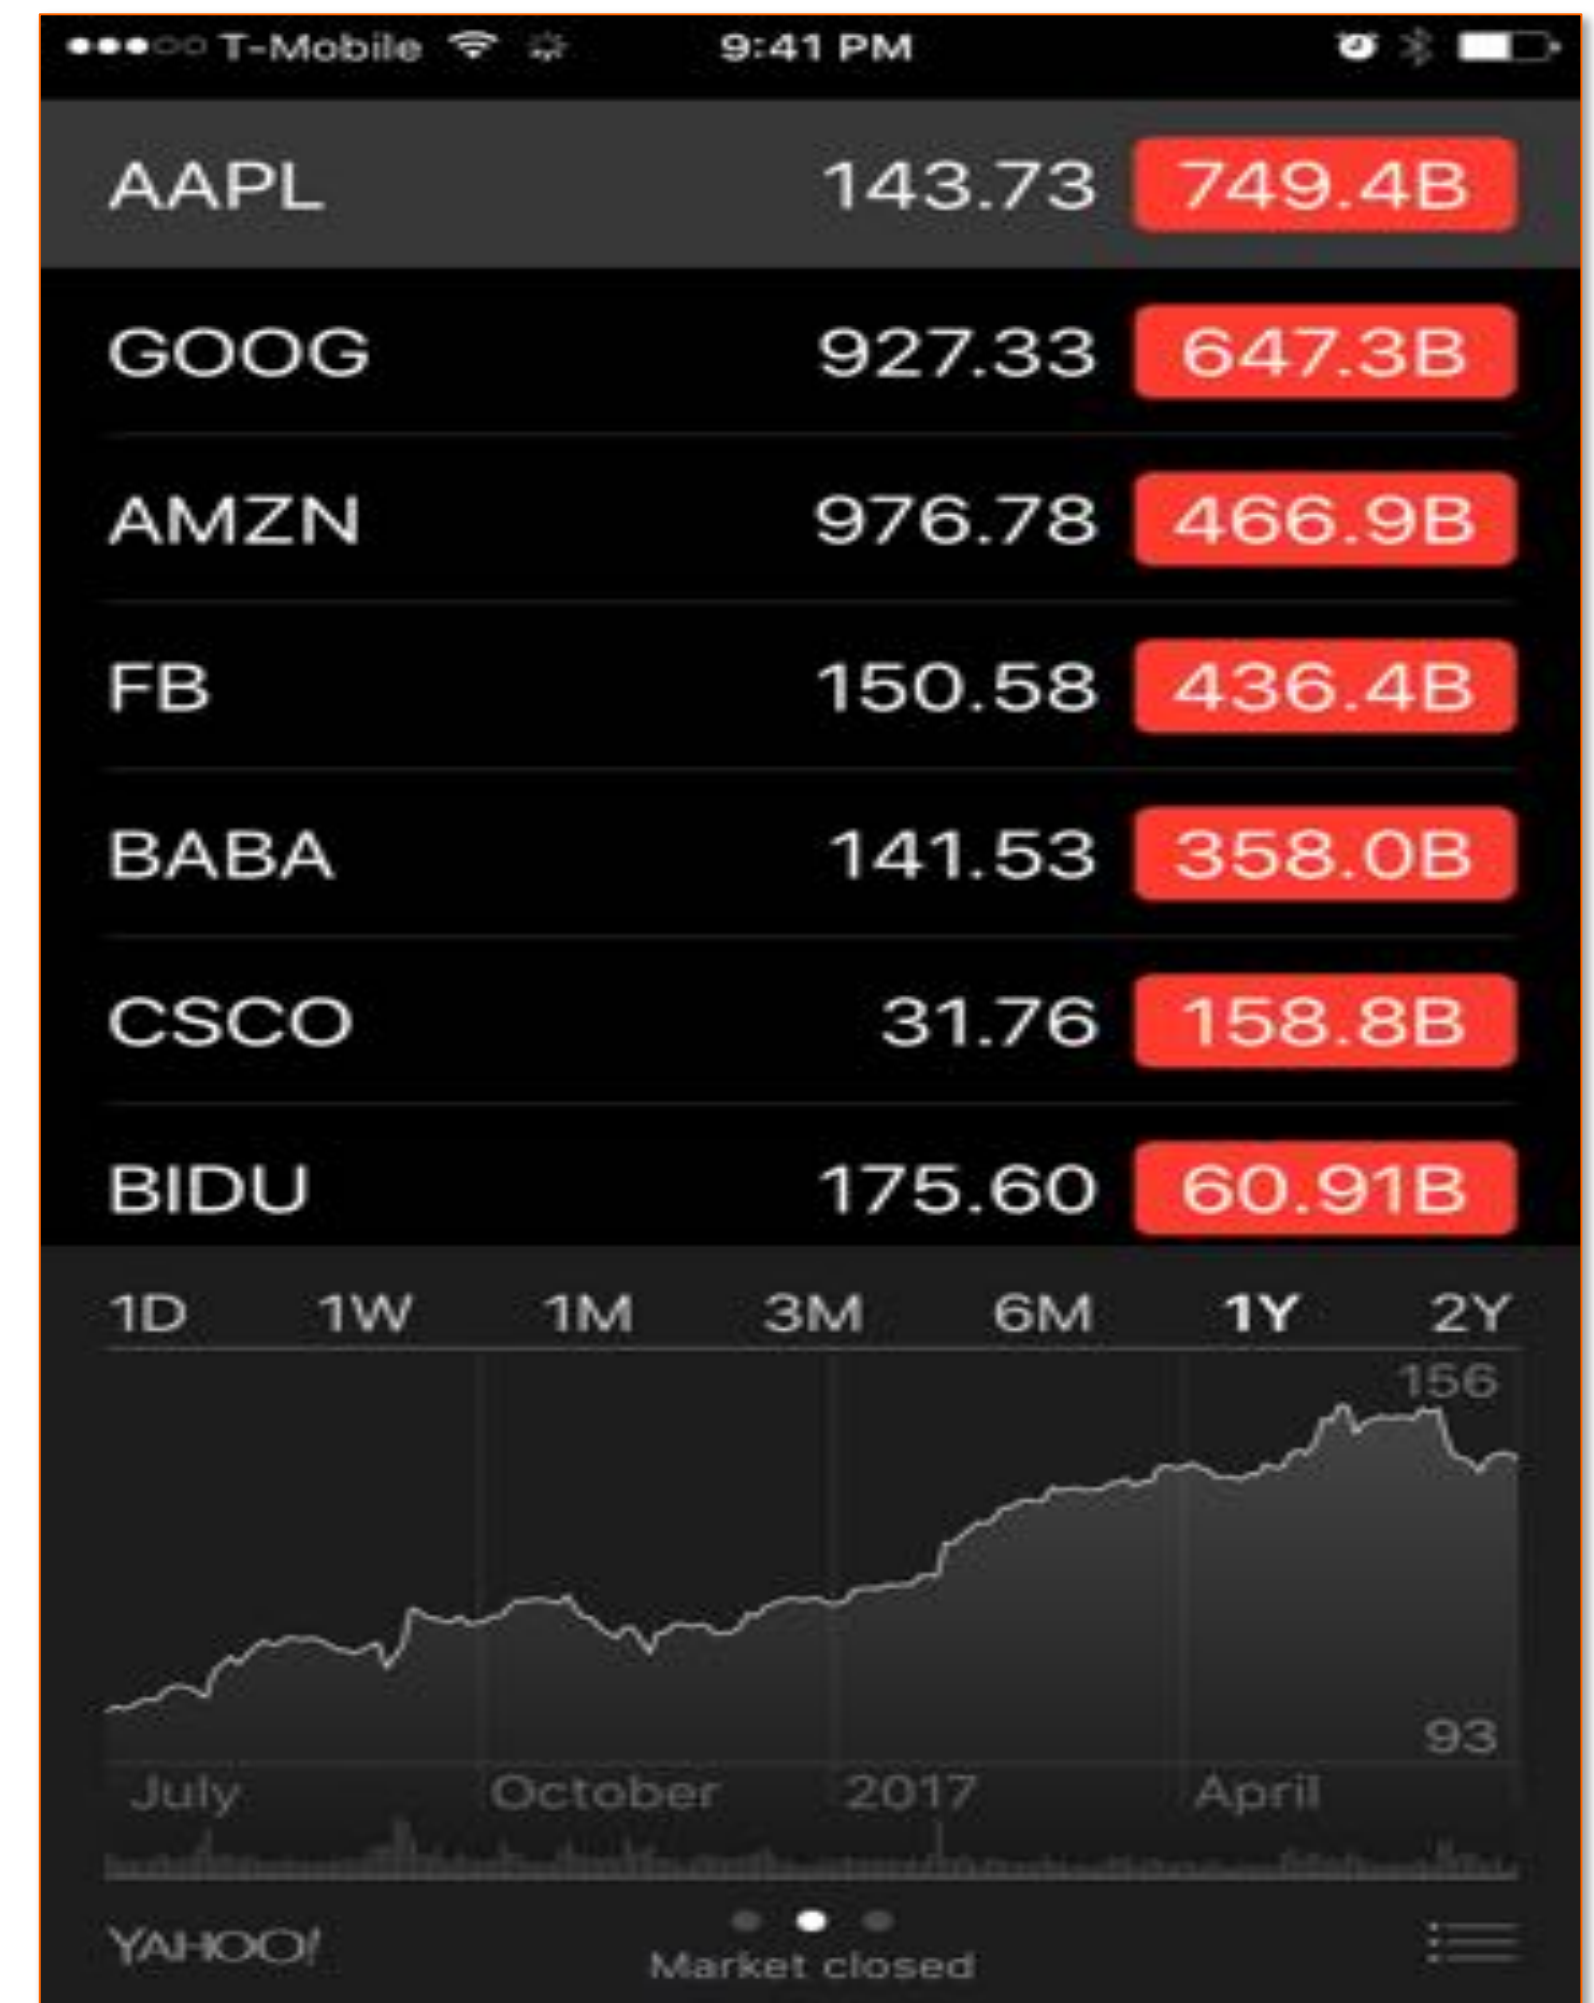 T-Mobile 9:41 PM
AAPL 143.73 749.4B
GOOG 927.33 647.3B
AMZN 976.78 466.9B
FB 150.58 436.4B
BABA 141.53 358.0B
CSCO 31.76 158.8B
BIDU 175.60 60.91B
1D 1W 1M 3M 6M 1Y 2Y
156
93
July October 2017 April
YAHOO!
Market closed